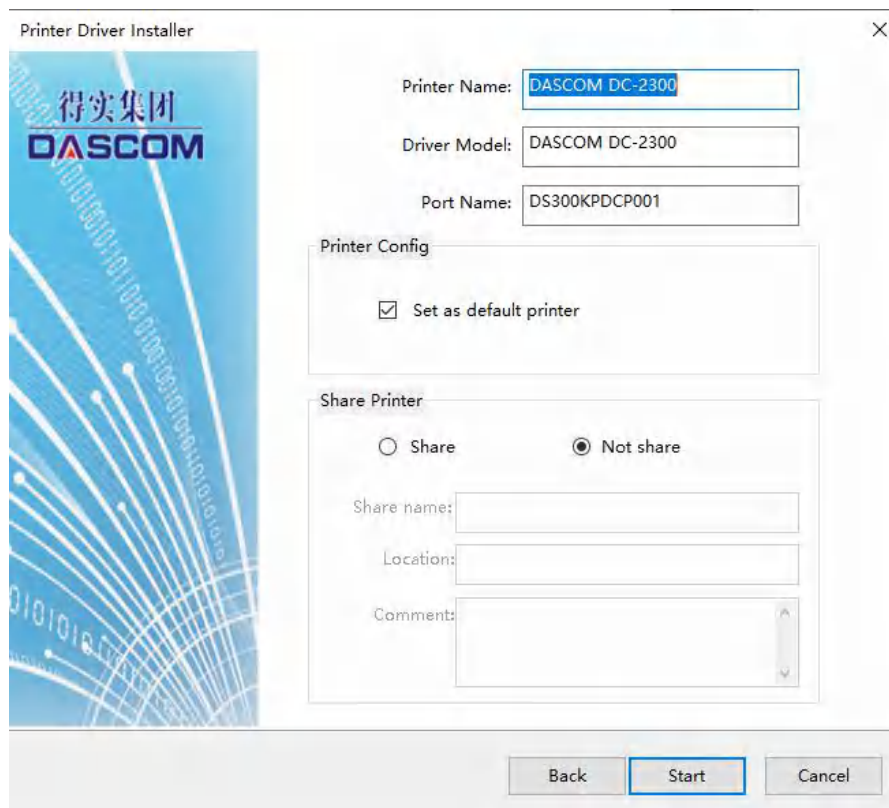 Printer Driver Installer
得实集团
DASCOM
Printer Name: DASCOM DC-2300
Driver Model: DASCOM DC-2300
Port Name: DS300KPDCP001
Printer Config
Set as default printer
Share Printer
Share Not share
Share name:
Location:
Comment:
Back Start Cancel